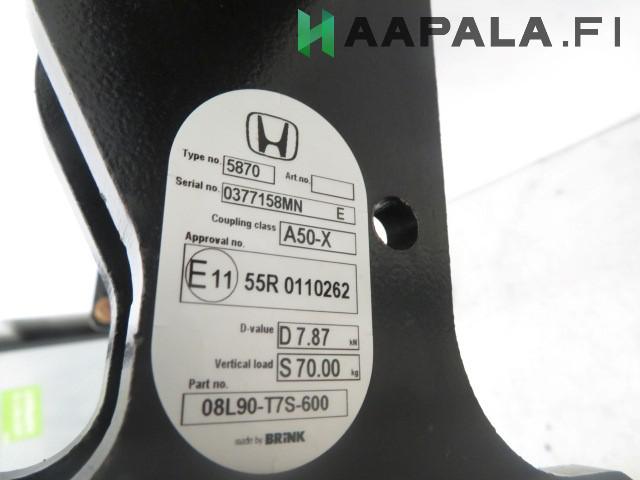 HAAPALA.FI
Type no. 5870 Art no.
Serial no. 0377158MN E
Coupling class A50-X
Approval no.
E11 55R 0110262
D-value D 7.87 kN
Vertical load S 70.00 kg
Part no.
08L90-T7S-600
made by BRINK